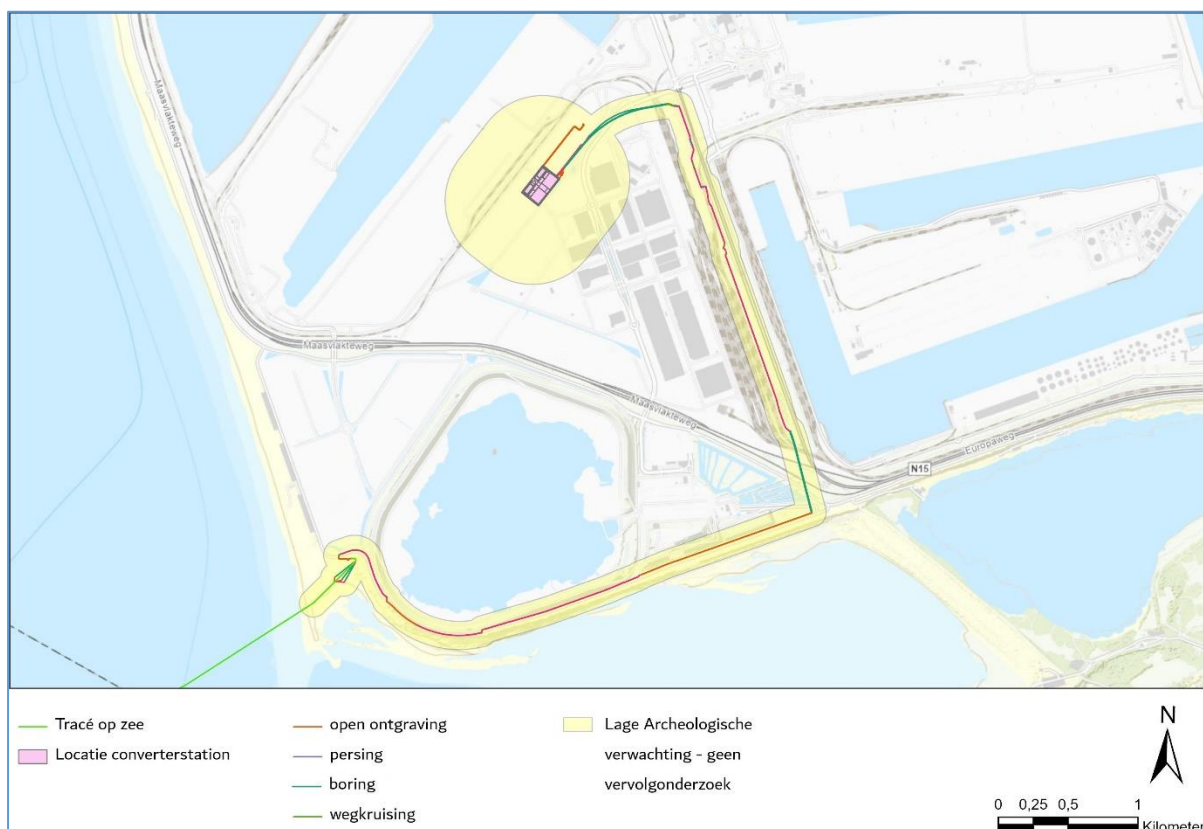 Maasvlakteweg
Maasvlakteweg
Maasvlakteweg
Europaweg
N15
Tracé op zee
Locatie converterstation
open ontgraving
persing
boring
wegkruising
Lage Archeologische
verwachting - geen
vervolgonderzoek
N
0 0,25 0,5 1
Kilometer